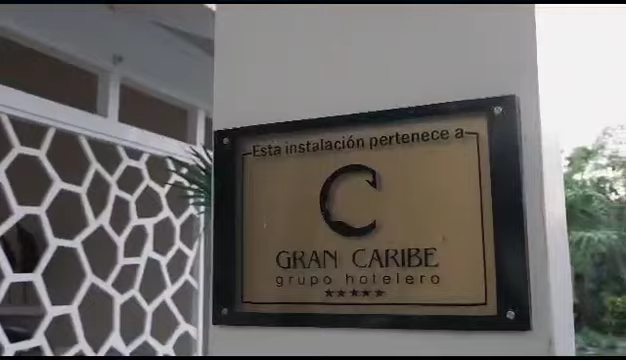 Esta instalación pertenece a
C
GRAN CARIBE
grupo hotelero
★★★★★